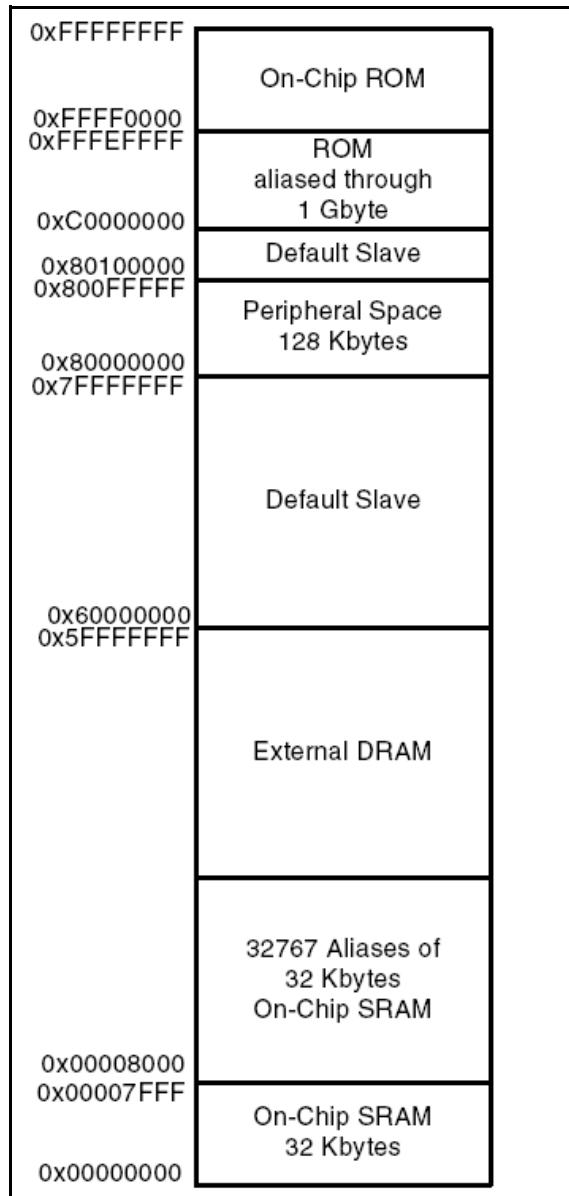 0xFFFFFFFF
On-Chip ROM
0xFFFF0000
0xFFFEFFFF
ROM
aliased through
1 Gbyte
0xC0000000
Default Slave
0x80100000
0x800FFFFF
Peripheral Space
128 Kbytes
0x80000000
0x7FFFFFFF
Default Slave
0x60000000
0x5FFFFFFF
External DRAM
32767 Aliases of
32 Kbytes
On-Chip SRAM
0x00008000
0x00007FFF
On-Chip SRAM
32 Kbytes
0x00000000